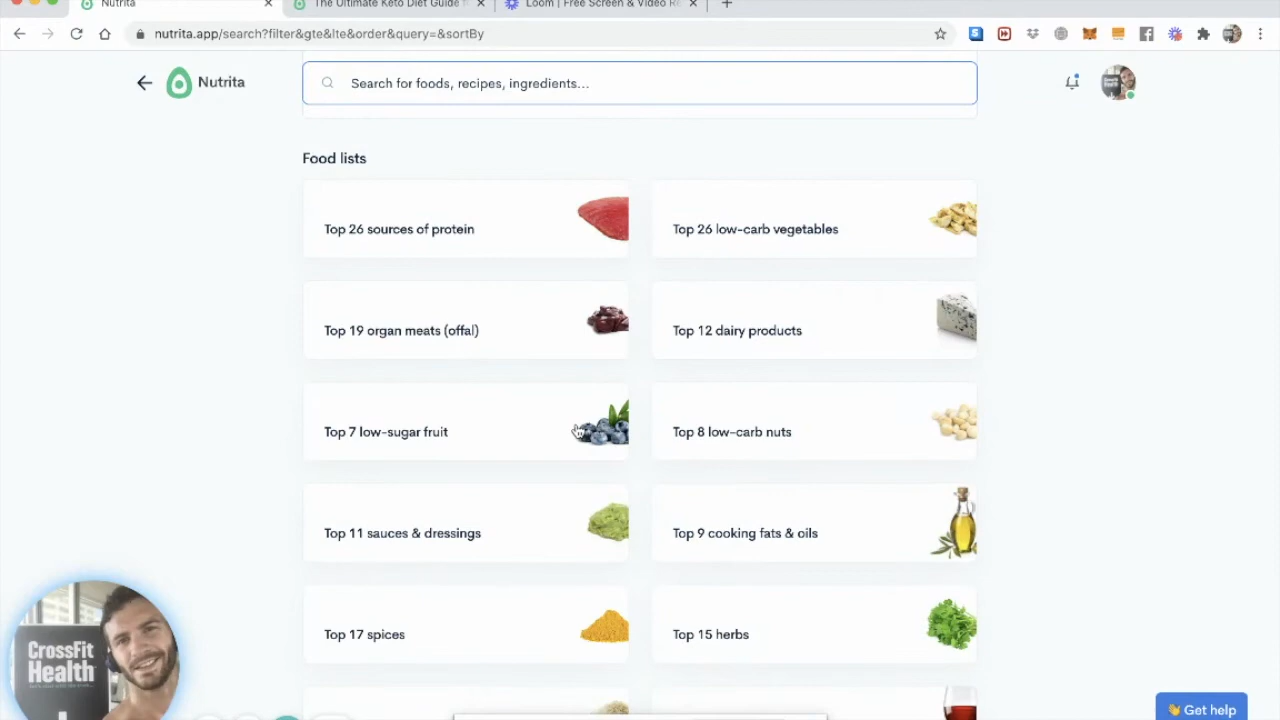 Nutrita
The Ultimate Keto Diet Guide
Loom | Free Screen & Video Re
nutrita.app/search?filter&gte&lte&order&query=&sortBy
Nutrita
Search for foods, recipes, ingredients...
Food lists
Top 26 sources of protein
Top 26 low-carb vegetables
Top 19 organ meats (offal)
Top 12 dairy products
Top 7 low-sugar fruit
Top 8 low-carb nuts
Top 11 sauces & dressings
Top 9 cooking fats & oils
Top 17 spices
Top 15 herbs
CrossFit
Health
👋 Get help